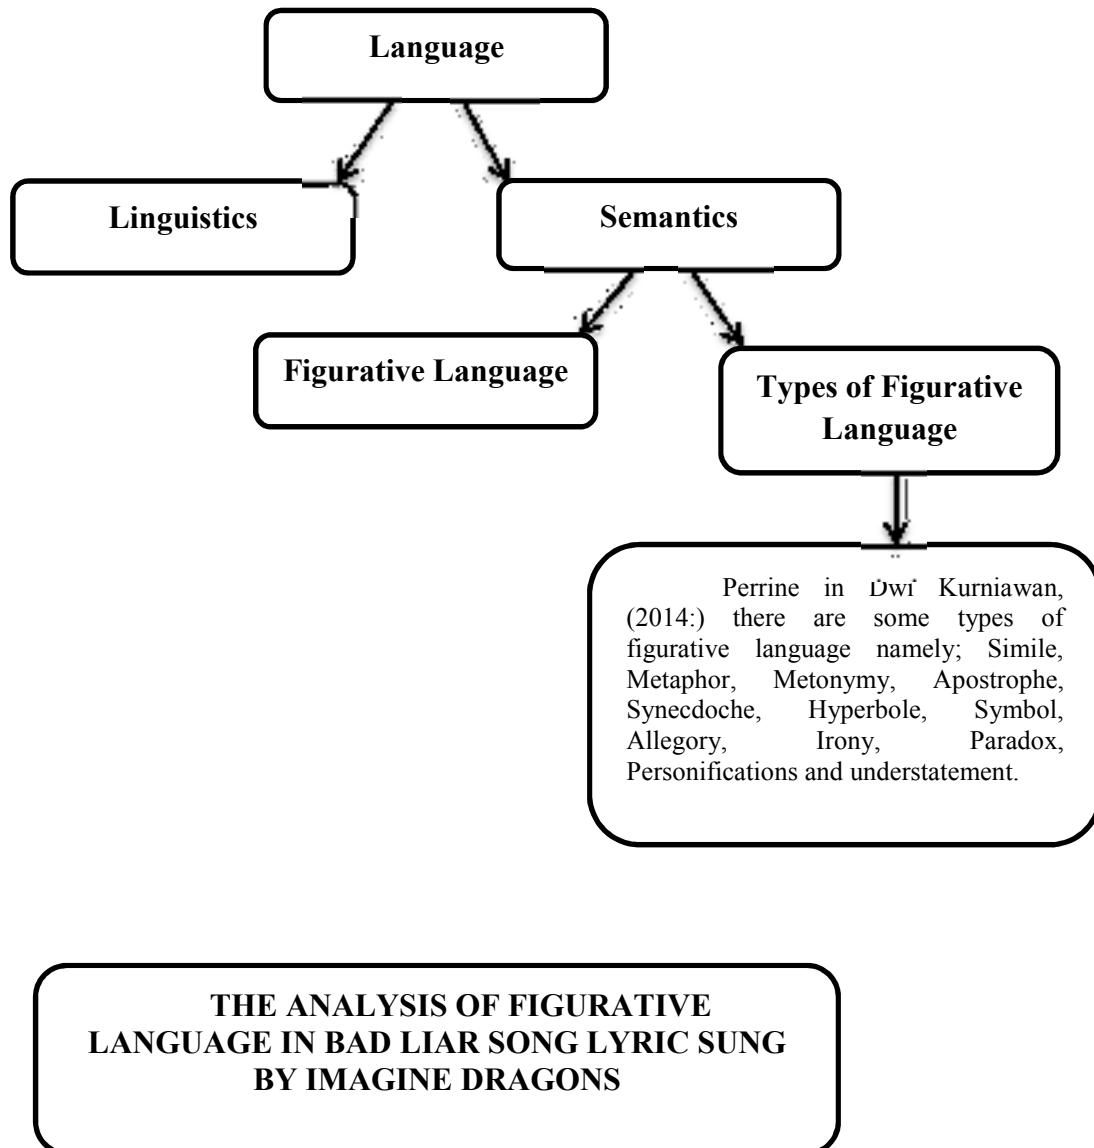 Language
Linguistics
Semantics
Figurative Language
Types of Figurative
Language
Perrine in Dwi Kurniawan,
(2014:) there are some types of
figurative language namely; Simile,
Metaphor, Metonymy, Apostrophe,
Synecdoche, Hyperbole, Symbol,
Allegory, Irony, Paradox,
Personifications and understatement.
THE ANALYSIS OF FIGURATIVE
LANGUAGE IN BAD LIAR SONG LYRIC SUNG
BY IMAGINE DRAGONS